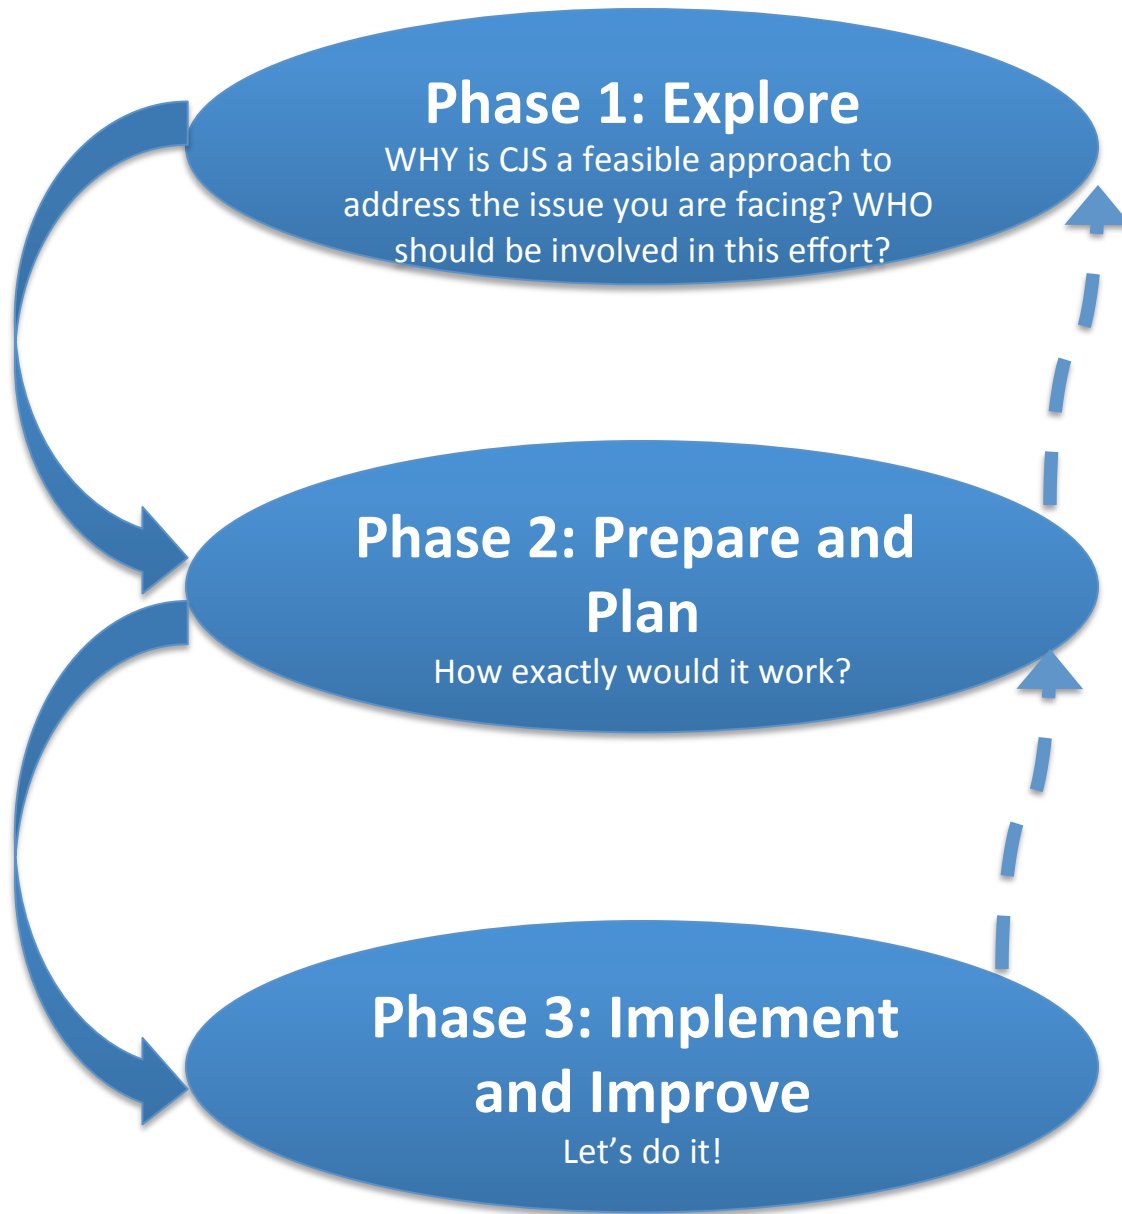 Phase 1: Explore
WHY is CJS a feasible approach to
address the issue you are facing? WHO
should be involved in this effort?
Phase 2: Prepare and
Plan
How exactly would it work?
Phase 3: Implement
and Improve
Let’s do it!